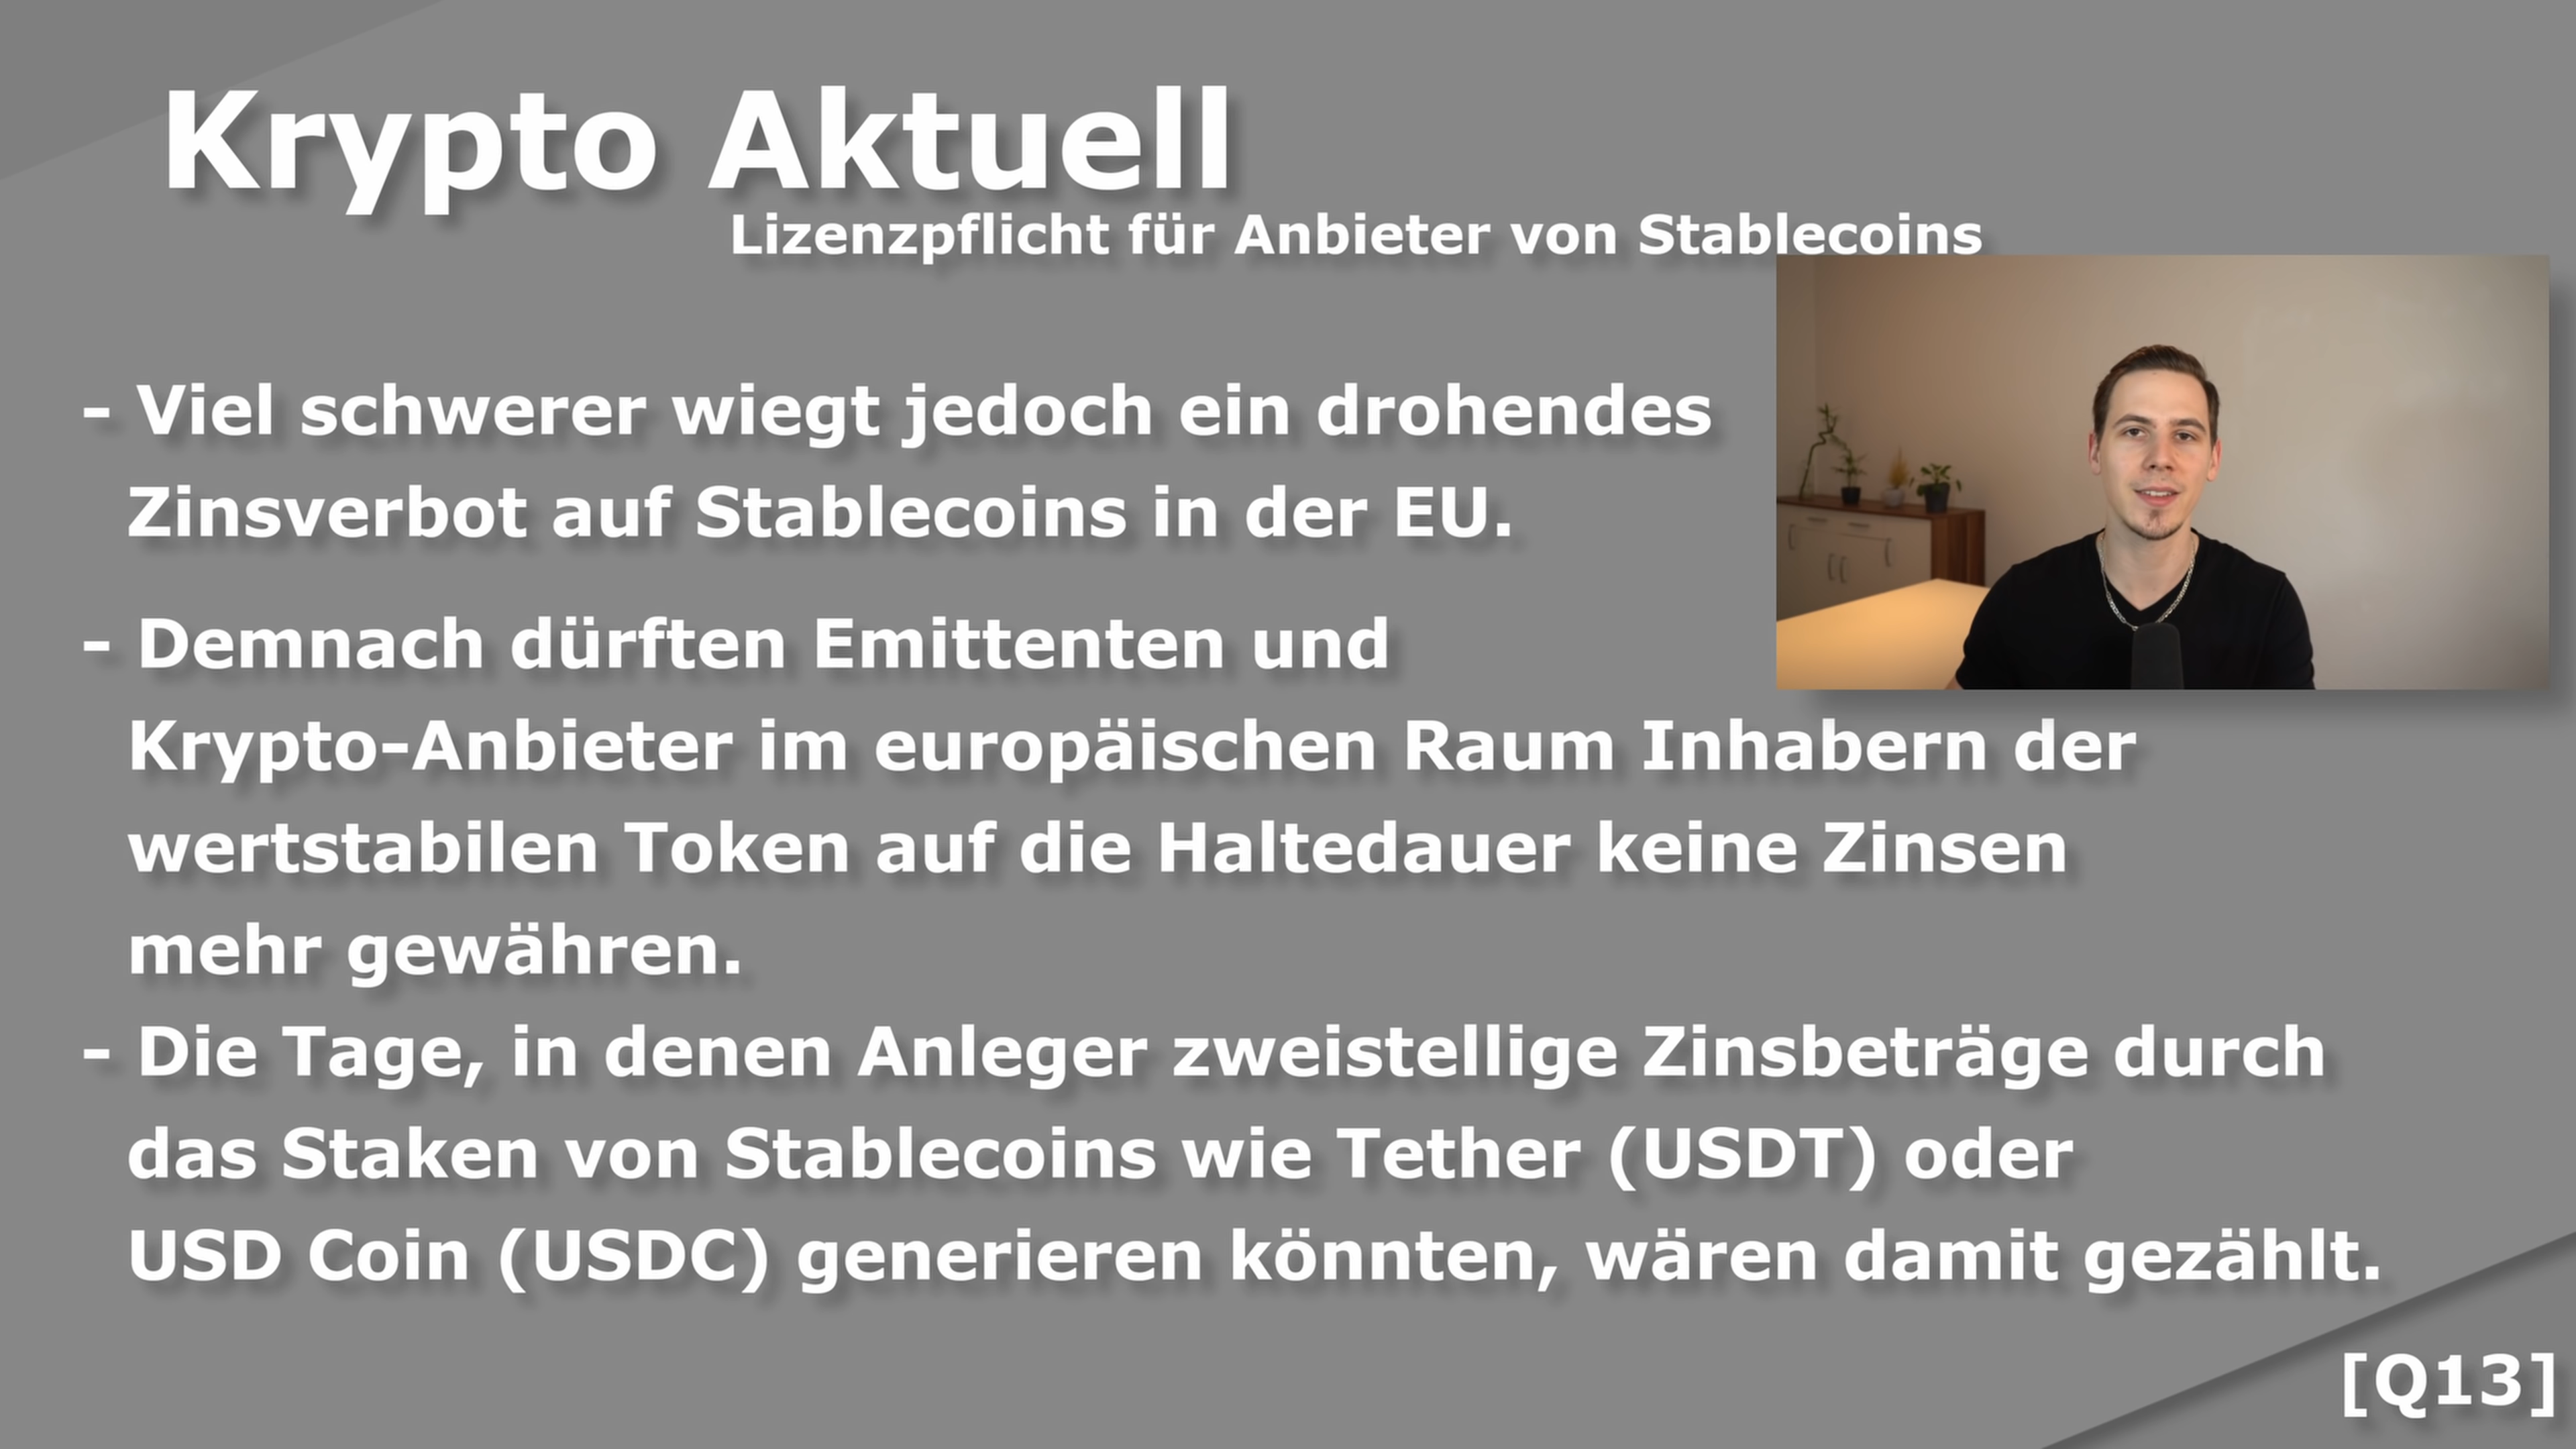 Krypto Aktuell
Lizenzpflicht für Anbieter von Stablecoins
- Viel schwerer wiegt jedoch ein drohendes
Zinsverbot auf Stablecoins in der EU.
- Demnach dürften Emittenten und
Krypto-Anbieter im europäischen Raum Inhabern der
wertstabilen Token auf die Haltedauer keine Zinsen
mehr gewähren.
- Die Tage, in denen Anleger zweistellige Zinsbeträge durch
das Staken von Stablecoins wie Tether (USDT) oder
USD Coin (USDC) generieren könnten, wären damit gezählt.
[Q13]